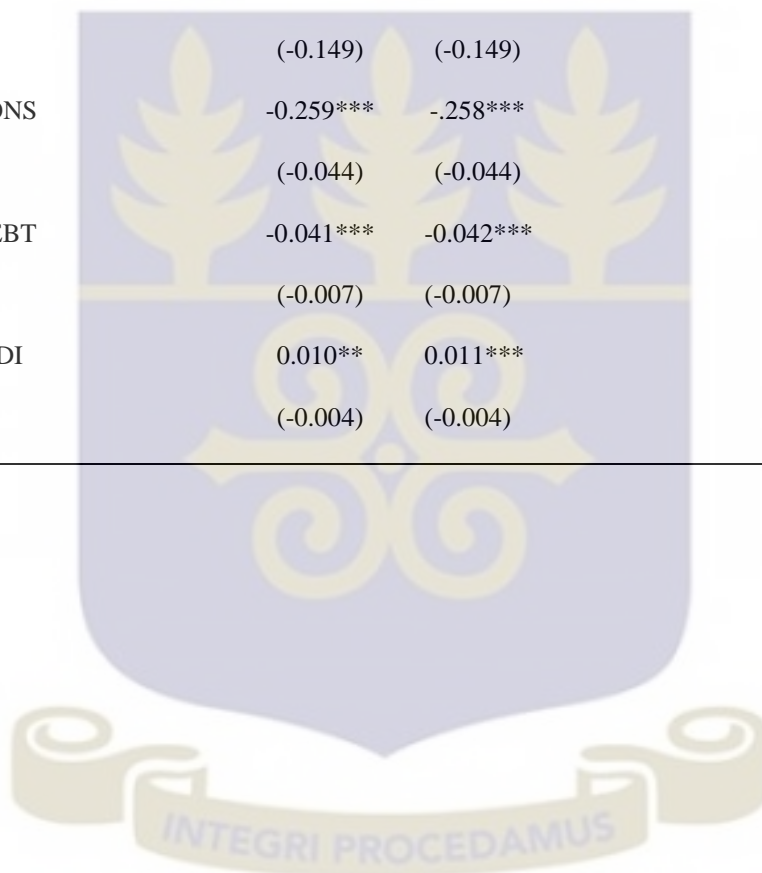 (-0.149) (-0.149)
ONS -0.259*** -.258***
(-0.044) (-0.044)
EBT -0.041*** -0.042***
(-0.007) (-0.007)
DI 0.010** 0.011***
(-0.004) (-0.004)
INTEGRI PROCEDAMUS